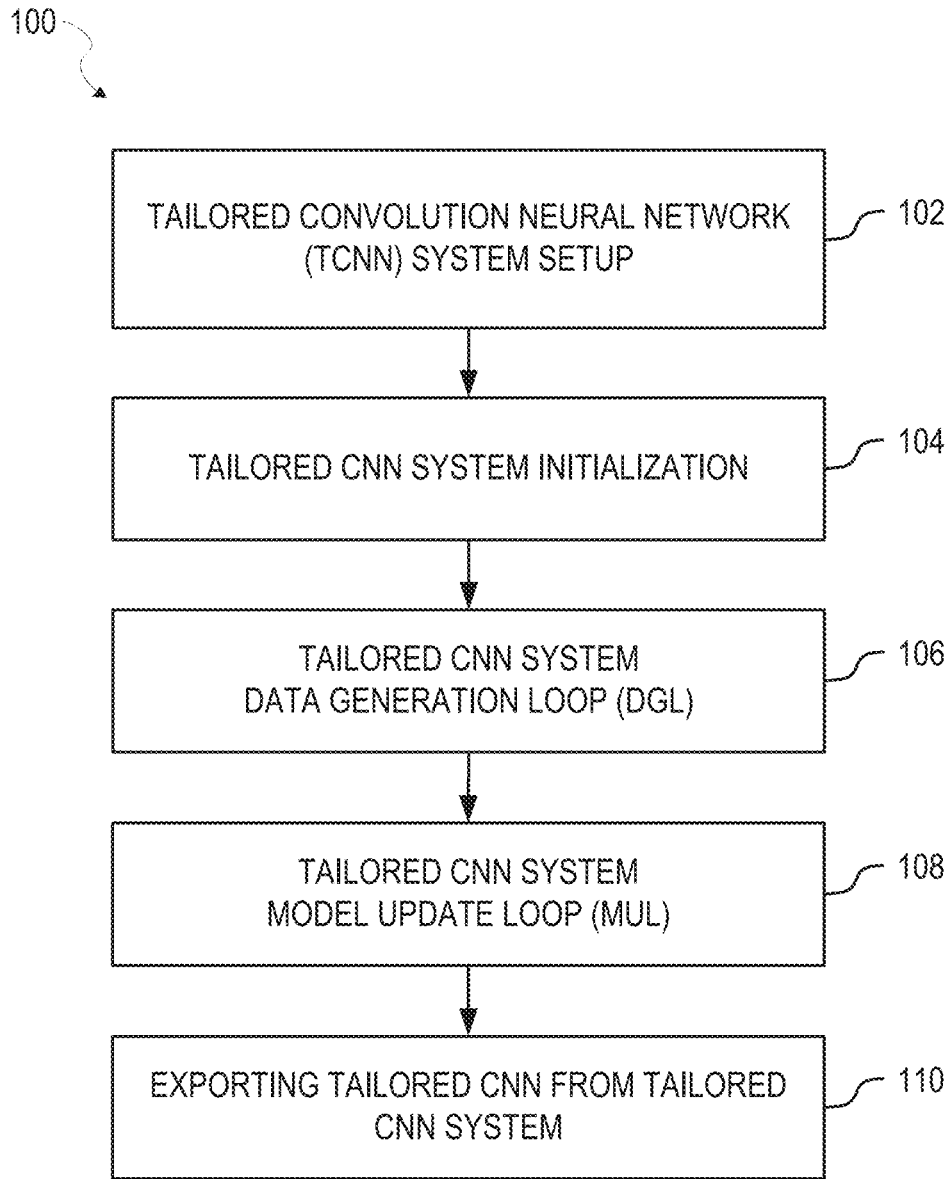 100
TAILORED CONVOLUTION NEURAL NETWORK
(TCNN) SYSTEM SETUP
102
TAILORED CNN SYSTEM INITIALIZATION
104
TAILORED CNN SYSTEM
DATA GENERATION LOOP (DGL)
106
TAILORED CNN SYSTEM
MODEL UPDATE LOOP (MUL)
108
EXPORTING TAILORED CNN FROM TAILORED
CNN SYSTEM
110